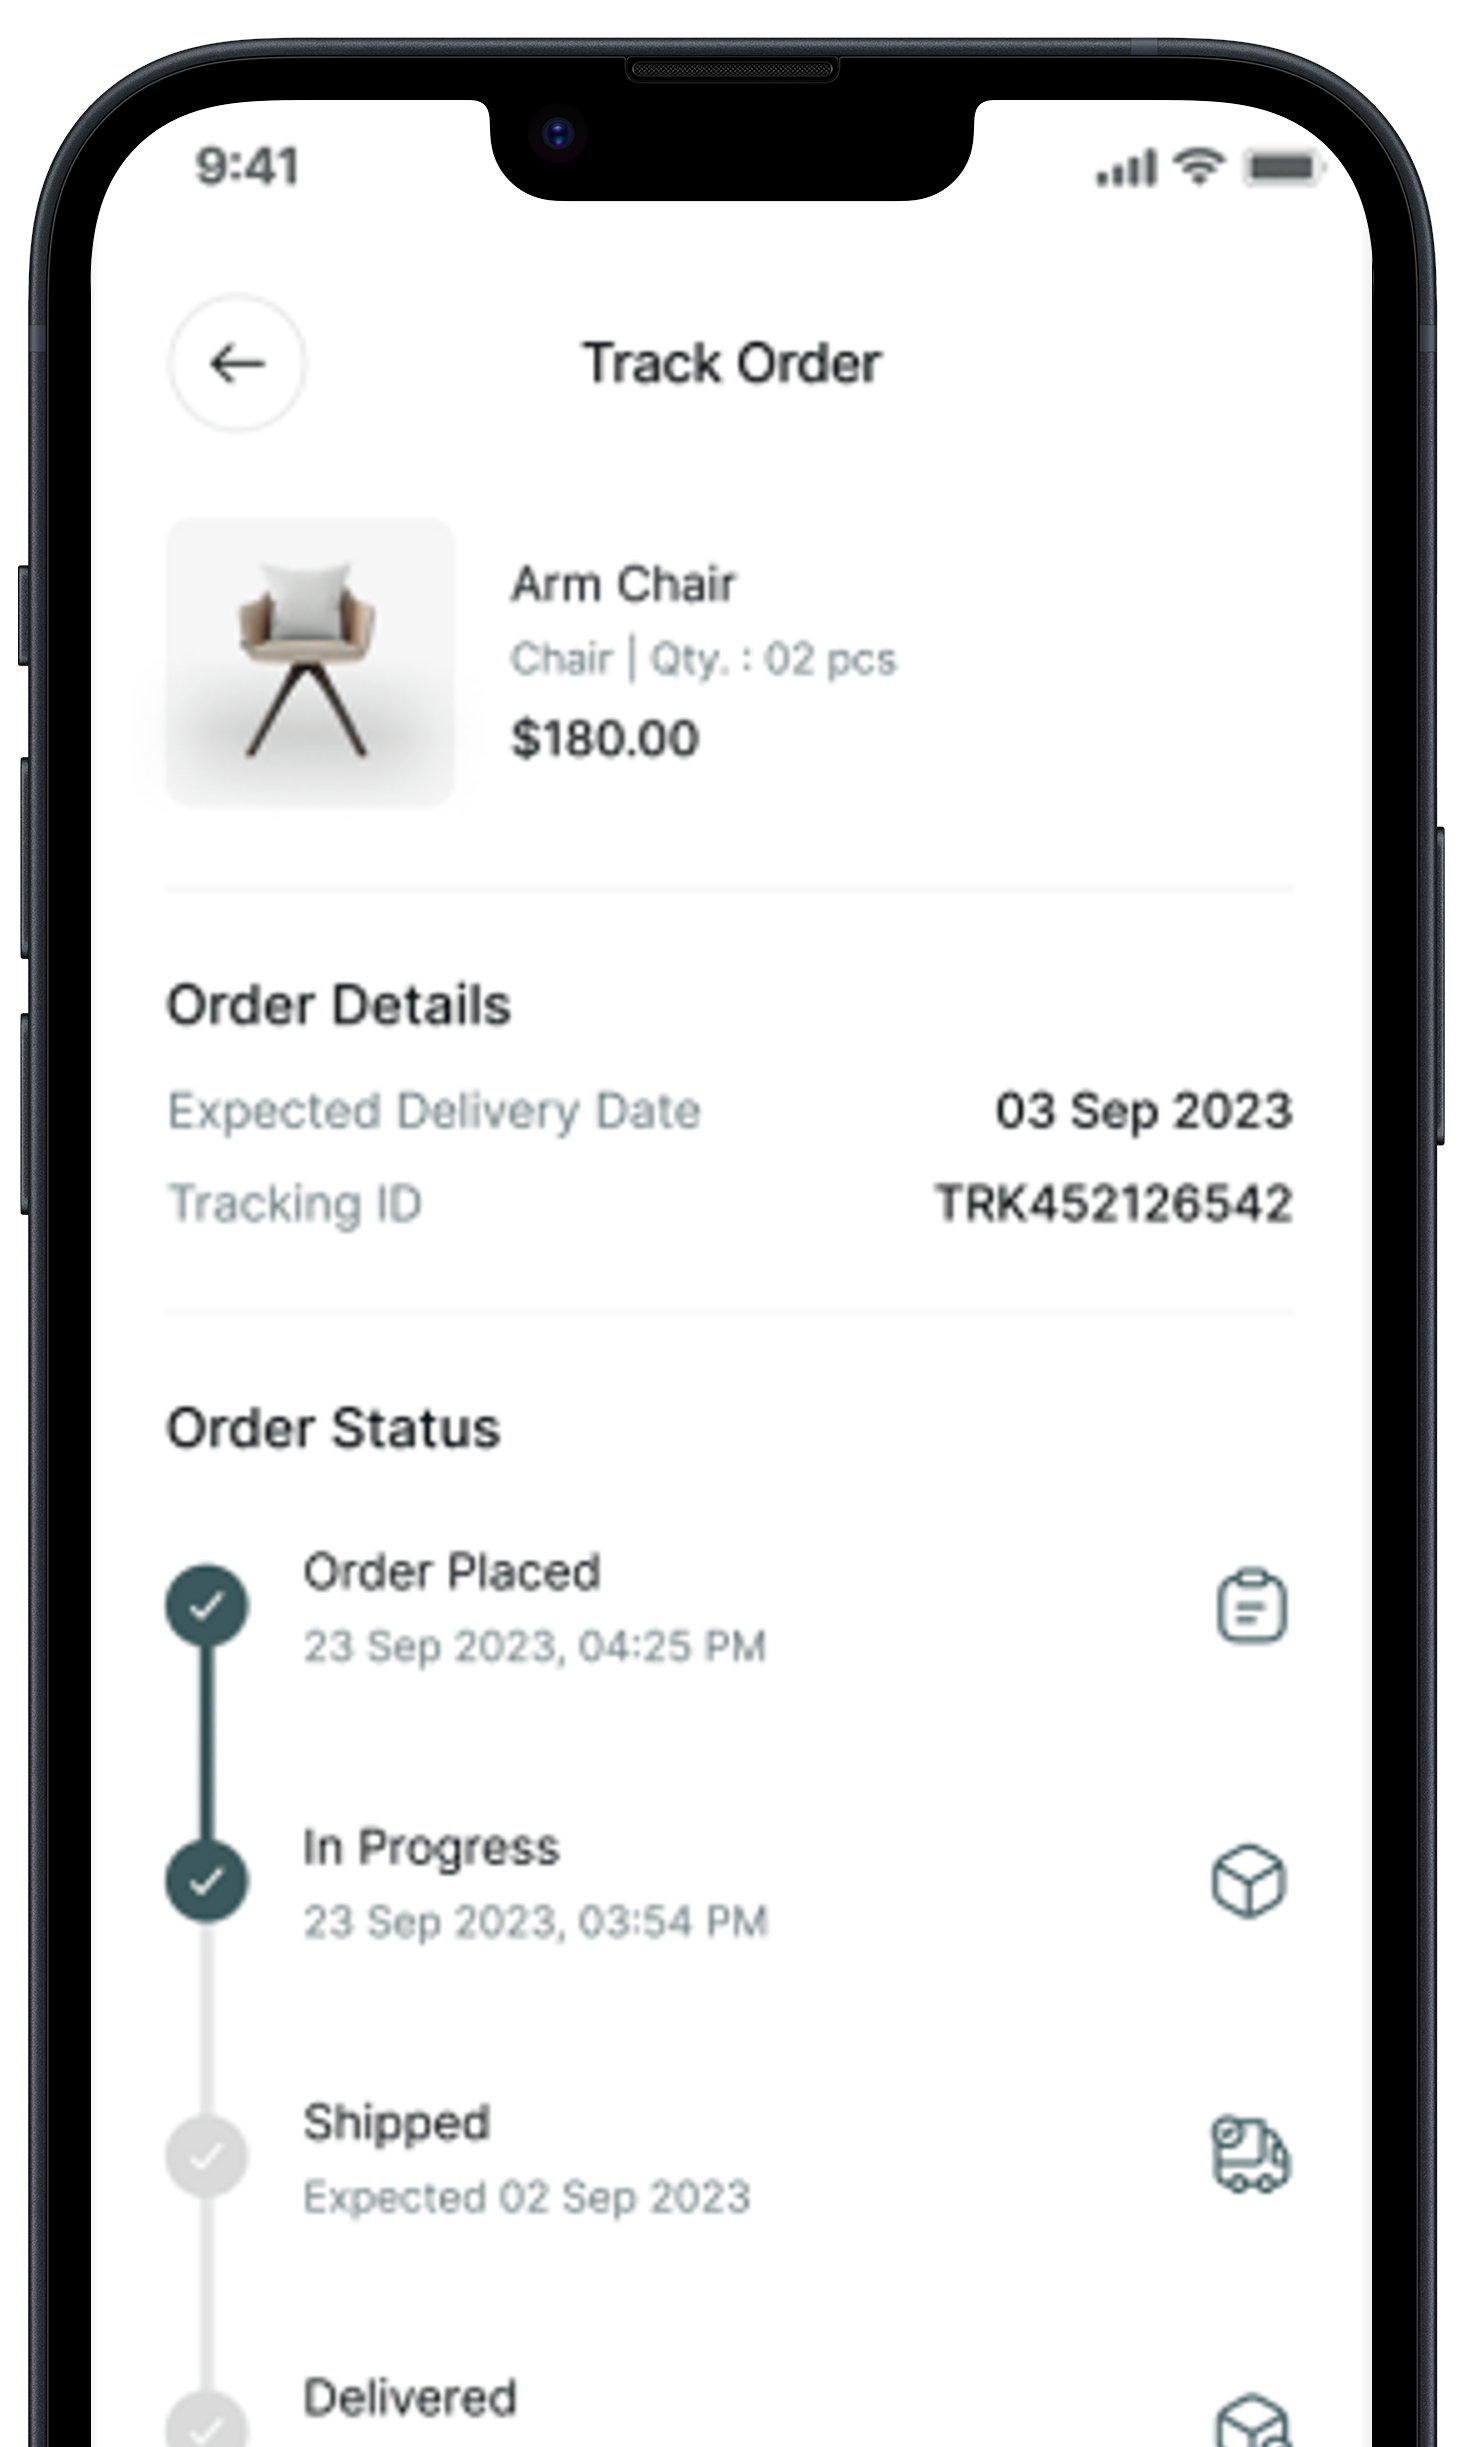 9:41
Track Order
Arm Chair
Chair | Qty. : 02 pcs
$180.00
Order Details
Expected Delivery Date 03 Sep 2023
Tracking ID TRK452126542
Order Status
Order Placed
23 Sep 2023, 04:25 PM
In Progress
23 Sep 2023, 03:54 PM
Shipped
Expected 02 Sep 2023
Delivered